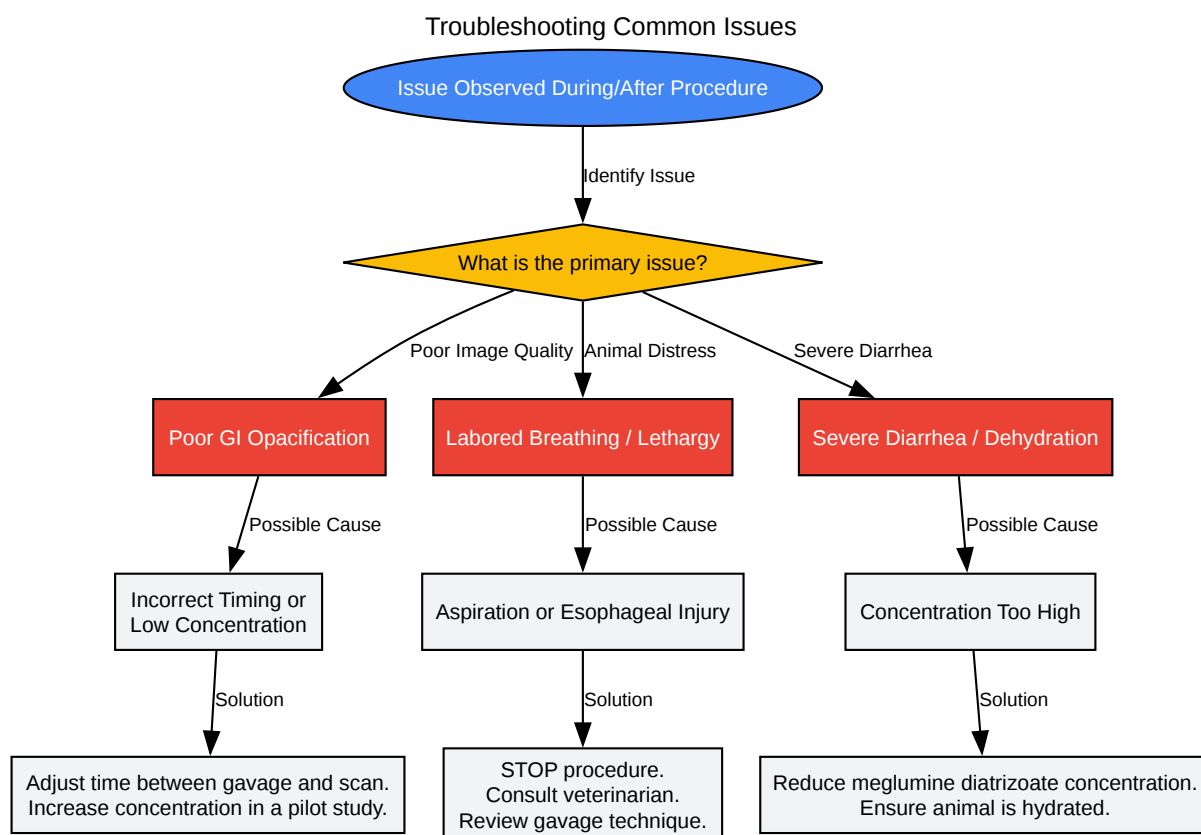 Troubleshooting Common Issues
Issue Observed During/After Procedure
Identify Issue
What is the primary issue?
Poor Image Quality
Animal Distress
Severe Diarrhea
Poor GI Opacification
Labored Breathing / Lethargy
Severe Diarrhea / Dehydration
Possible Cause
Possible Cause
Possible Cause
Incorrect Timing or
Low Concentration
Aspiration or Esophageal Injury
Concentration Too High
Solution
Solution
Solution
Adjust time between gavage and scan.
Increase concentration in a pilot study.
STOP procedure.
Consult veterinarian.
Review gavage technique.
Reduce meglumine diatrizoate concentration.
Ensure animal is hydrated.